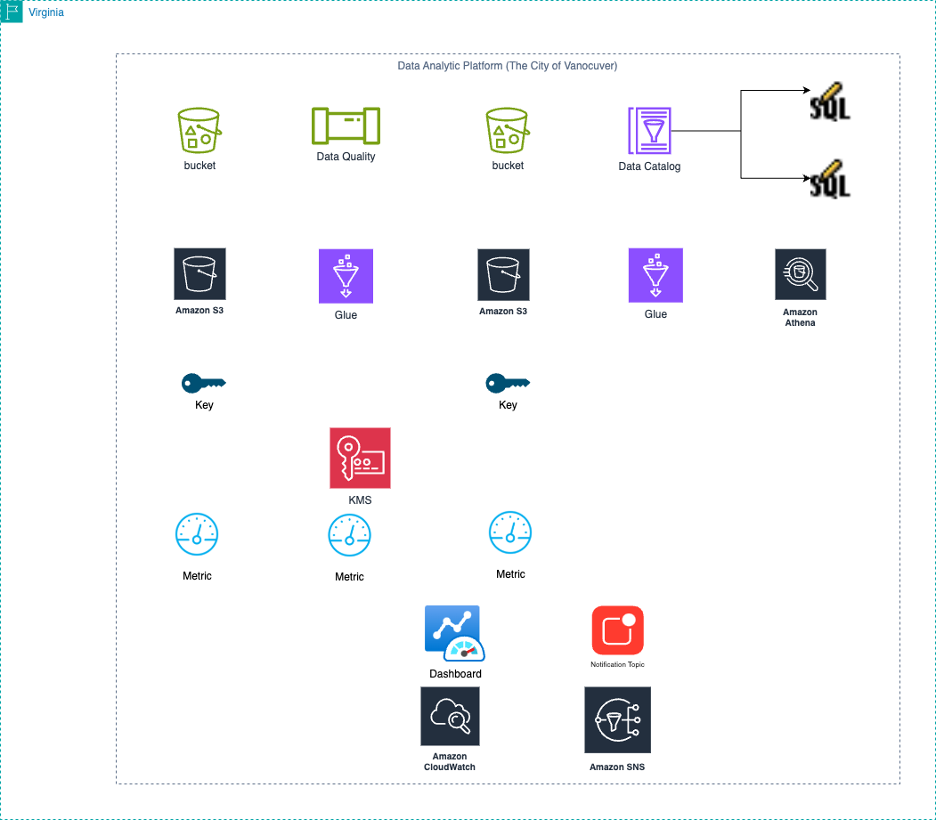 Virginia
Data Analytic Platform (The City of Vanocuver)
SQL
bucket
Data Quality
bucket
Data Catalog
SQL
Amazon S3
Glue
Amazon S3
Glue
Amazon
Athena
Key
Key
KMS
Metric
Metric
Metric
Dashboard
Notification Topic
Amazon
CloudWatch
Amazon SNS